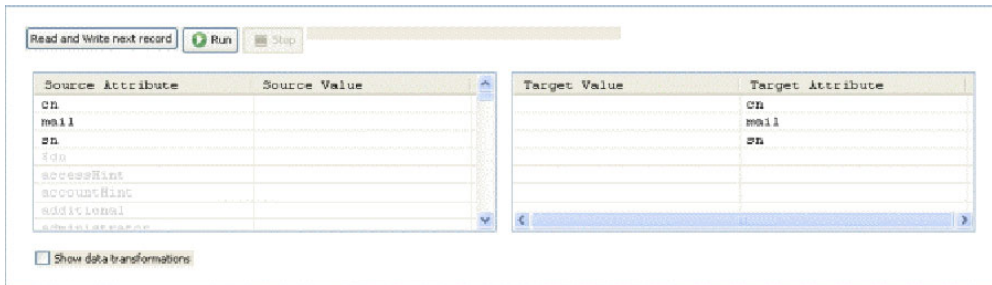 Read and Write next record Run Stop
Source Attribute Source Value Target Value Target Attribute
cn cn
mail mail
sn sn
$dn
accessHint
accountHint
additional
administrator
Show data transformations